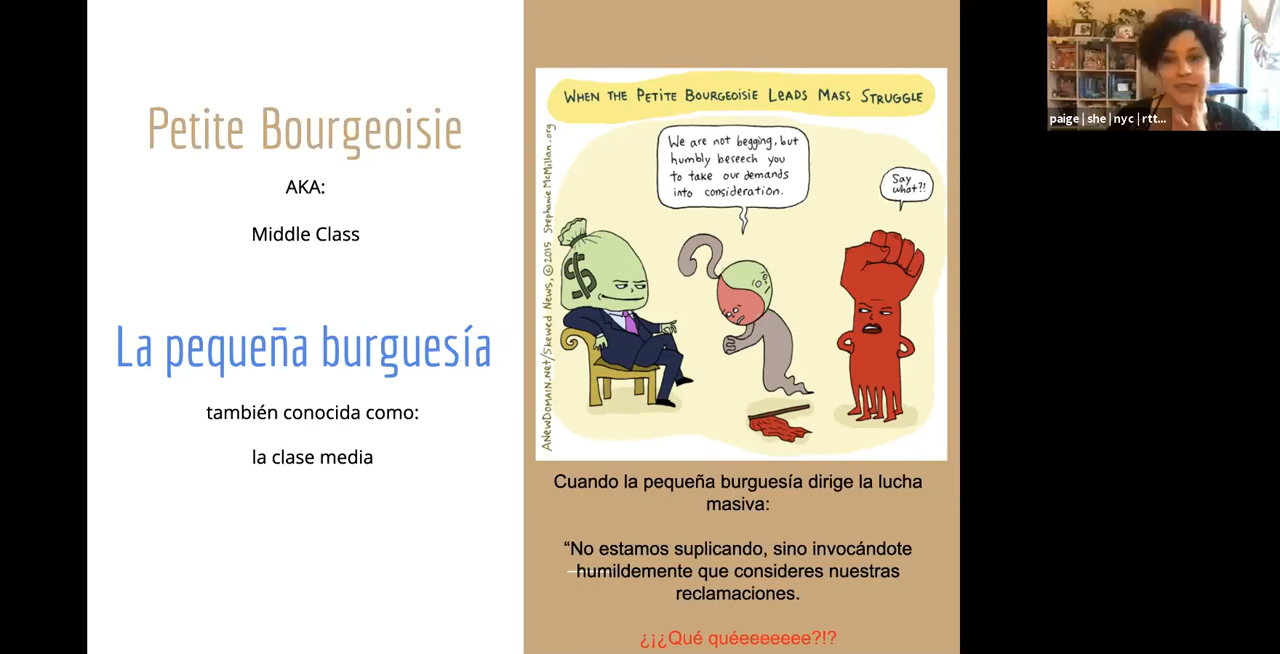 Petite Bourgeoisie
AKA:
Middle Class
La pequeña burguesía
también conocida como:
la clase media
WHEN THE PETITE BOURGEOISIE LEADS MASS STRUGGLE
We are not begging, but
humbly beseech you
to take our demands
into consideration.
Say
what?!
$
ANEWDOMAIN.NET/SKEWED NEWS, ©2015 STEPHANIE MCMILLAN.org
Cuando la pequeña burguesía dirige la lucha
masiva:
“No estamos suplicando, sino invocándote
humildemente que consideres nuestras
reclamaciones.
¿¡¿Qué quéeeeeeee?!?
paige | she | nyc | rtt...